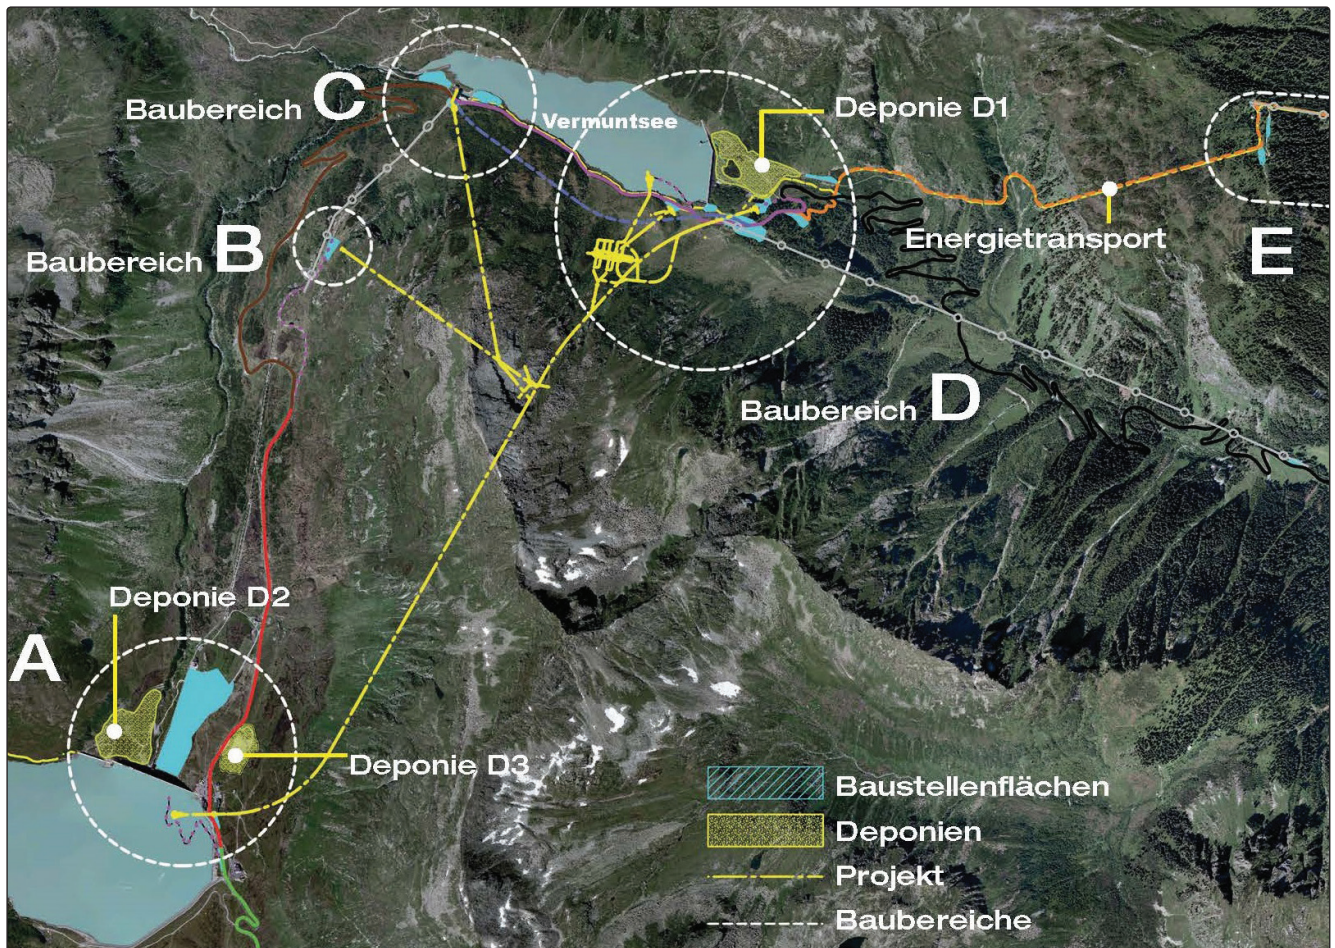 Baubereich C
Vermuntsee
Deponie D1
Baubereich B
Energietransport
E
Baubereich D
Deponie D2
A
Deponie D3
Baustellenflächen
Deponien
Projekt
Baubereiche